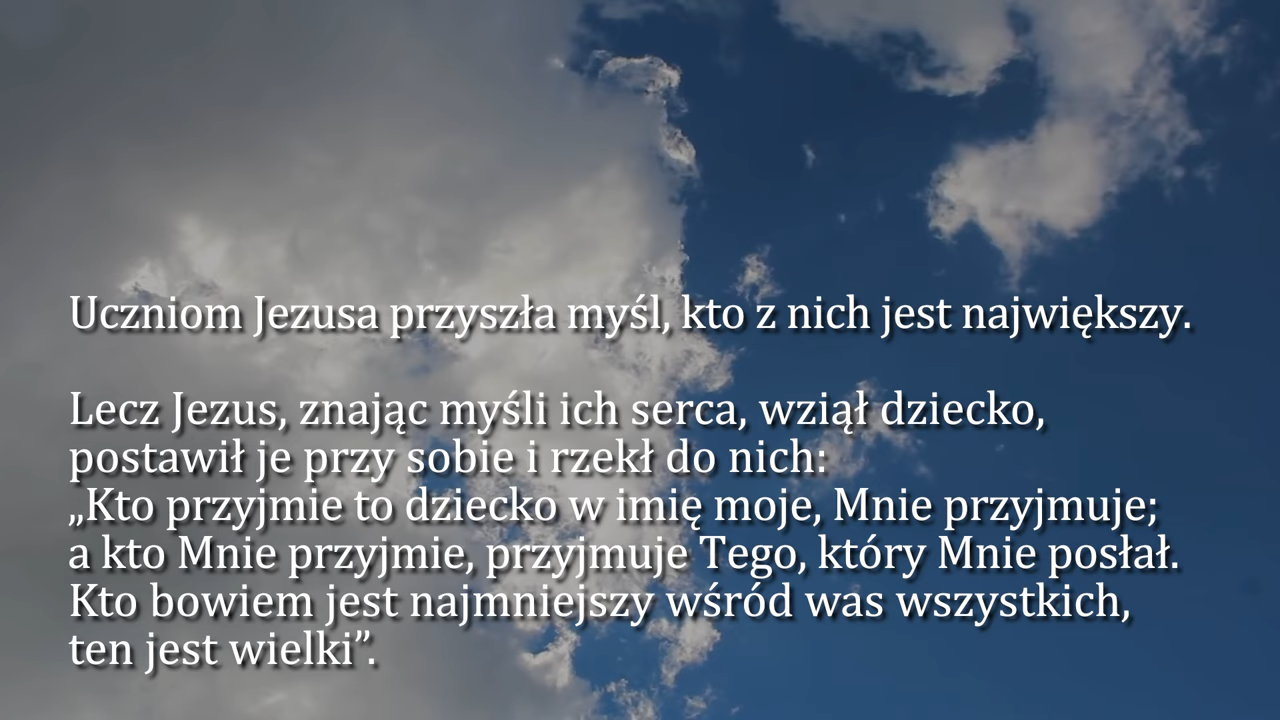 Uczniom Jezusa przyszła myśl, kto z nich jest największy.
Lecz Jezus, znając myśli ich serca, wziął dziecko,
postawił je przy sobie i rzekł do nich:
„Kto przyjmie to dziecko w imię moje, Mnie przyjmuje;
a kto Mnie przyjmie, przyjmuje Tego, który Mnie posłał.
Kto bowiem jest najmniejszy wśród was wszystkich,
ten jest wielki”.